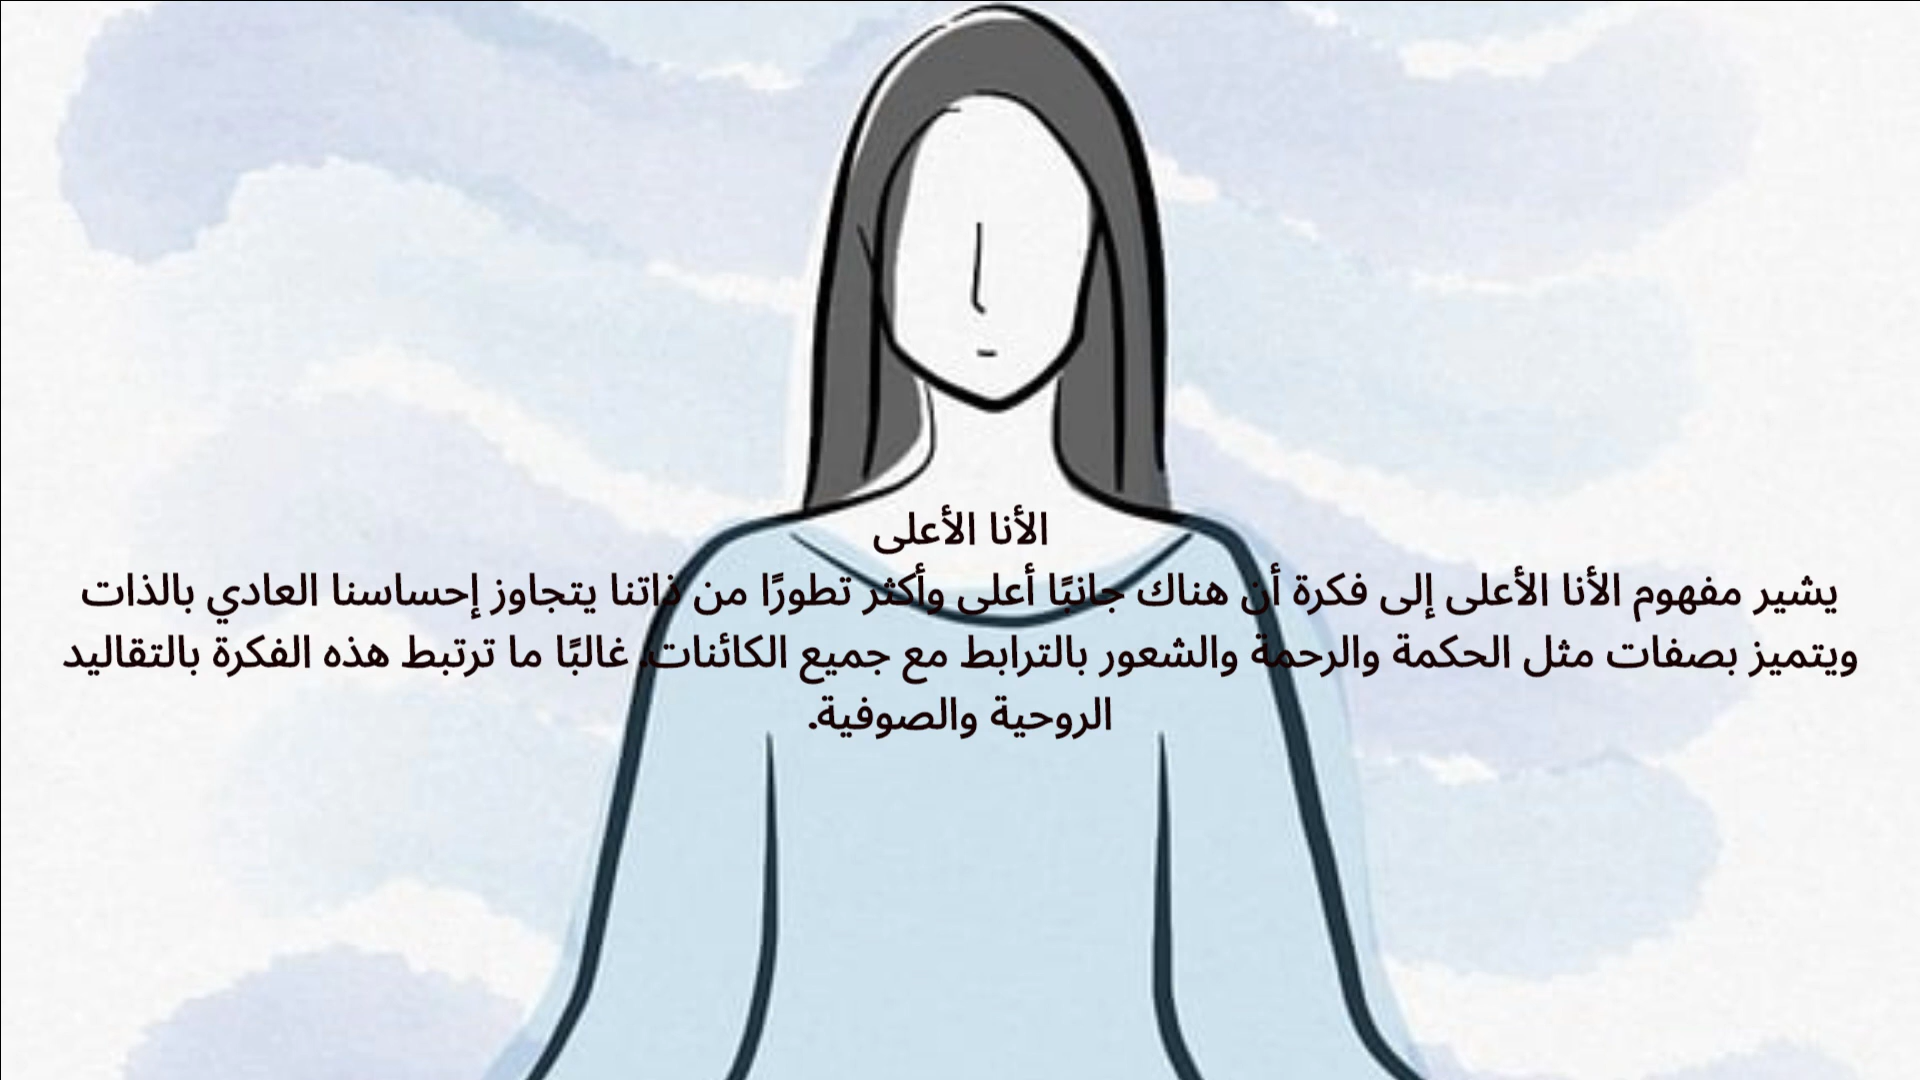 الأنا الأعلى
يشير مفهوم الأنا الأعلى إلى فكرة أن هناك جانبًا أعلى وأكثر تطورًا من ذاتنا يتجاوز إحساسنا العادي بالذات
ويتميز بصفات مثل الحكمة والرحمة والشعور بالترابط مع جميع الكائنات. غالبًا ما ترتبط هذه الفكرة بالتقاليد
الروحية والصوفية.